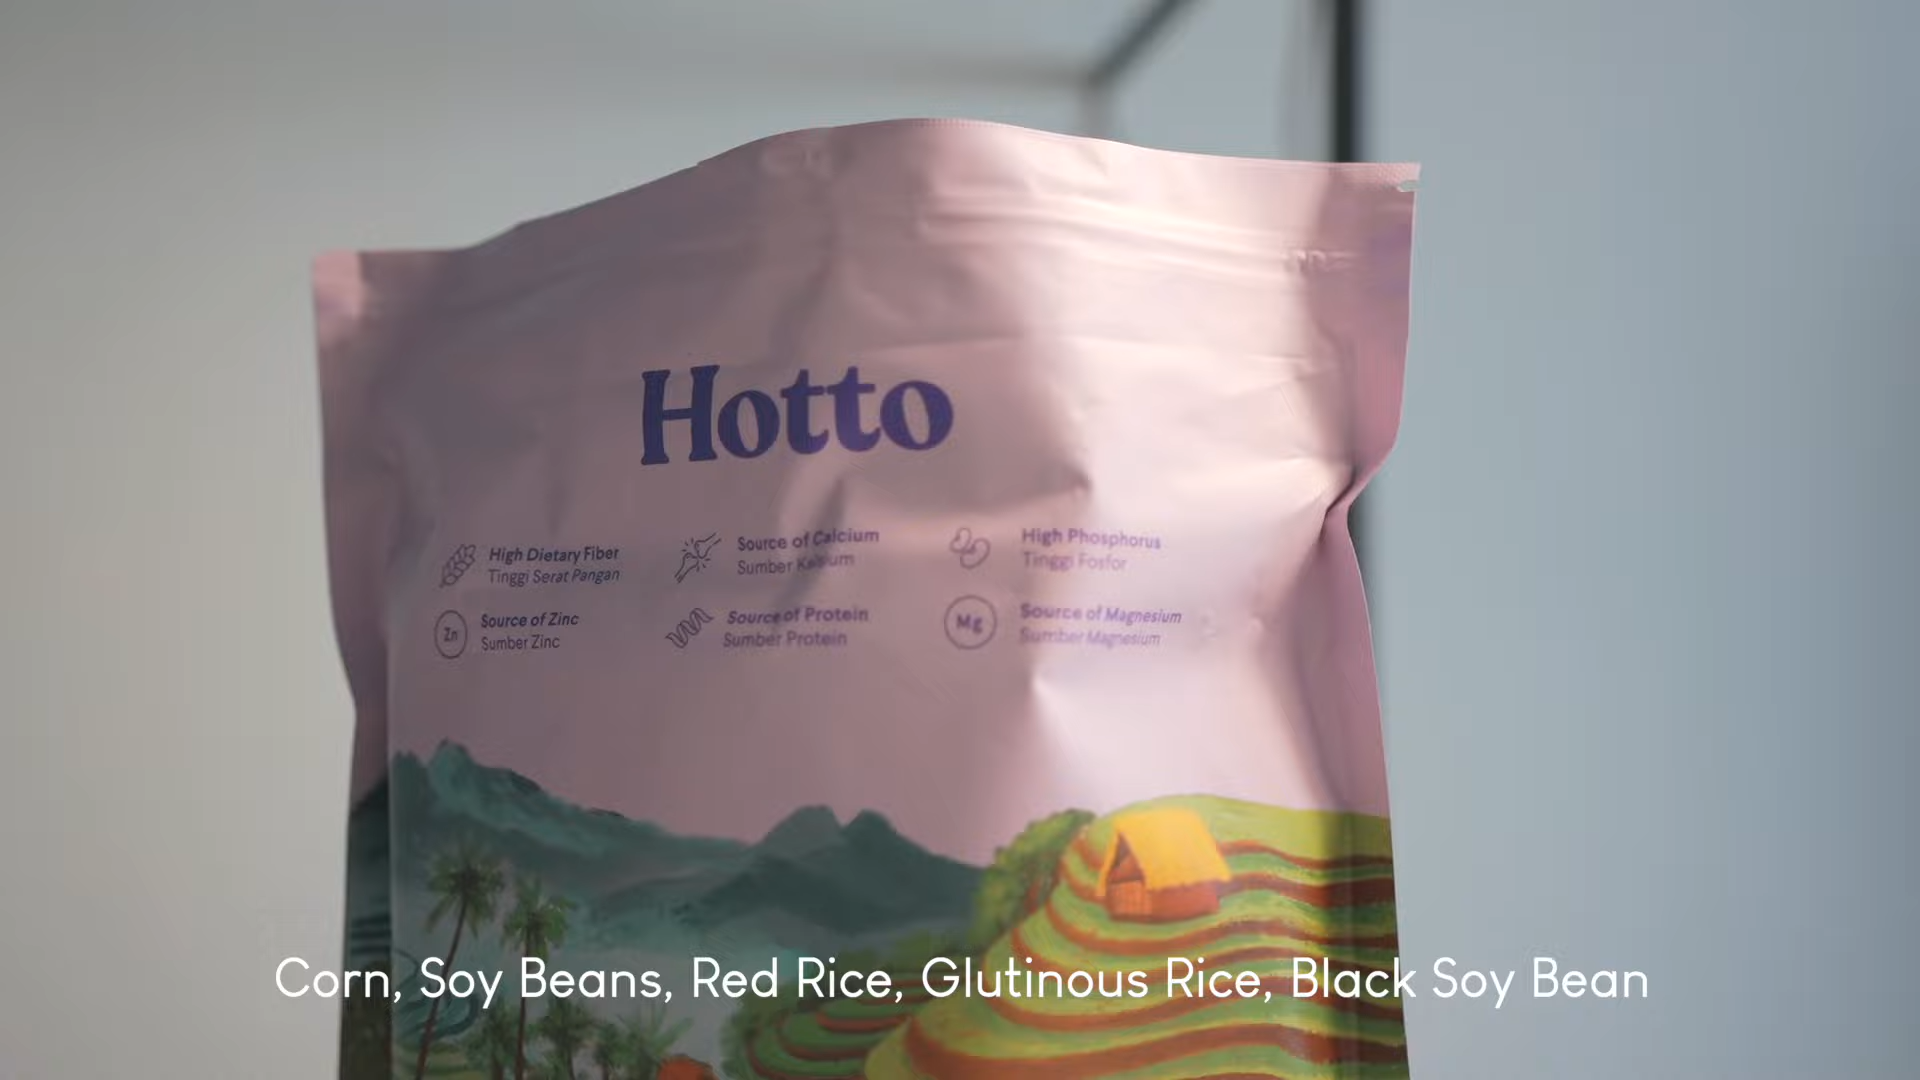 Hotto
High Dietary Fiber
Tinggi Serat Pangan
Source of Calcium
Sumber Kalsium
High Phosphorus
Tinggi Fosfor
Zn
Source of Zinc
Sumber Zinc
Source of Protein
Sumber Protein
Mg
Source of Magnesium
Sumber Magnesium
Corn, Soy Beans, Red Rice, Glutinous Rice, Black Soy Bean